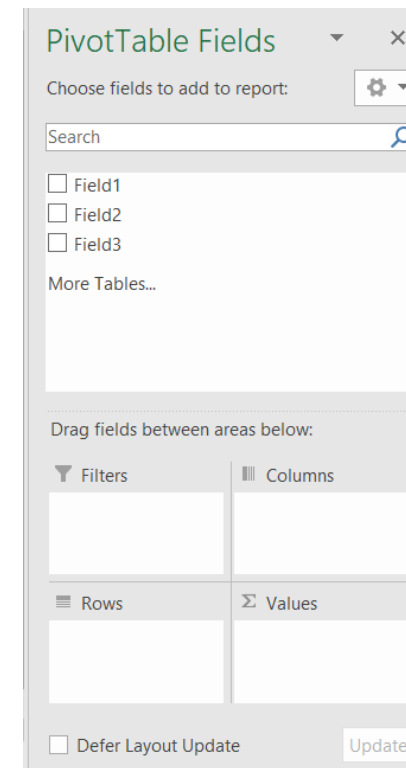 PivotTable Fields
Choose fields to add to report:
Search
Field1
Field2
Field3
More Tables...
Drag fields between areas below:
Filters
Columns
Rows
Σ Values
Defer Layout Update
Update